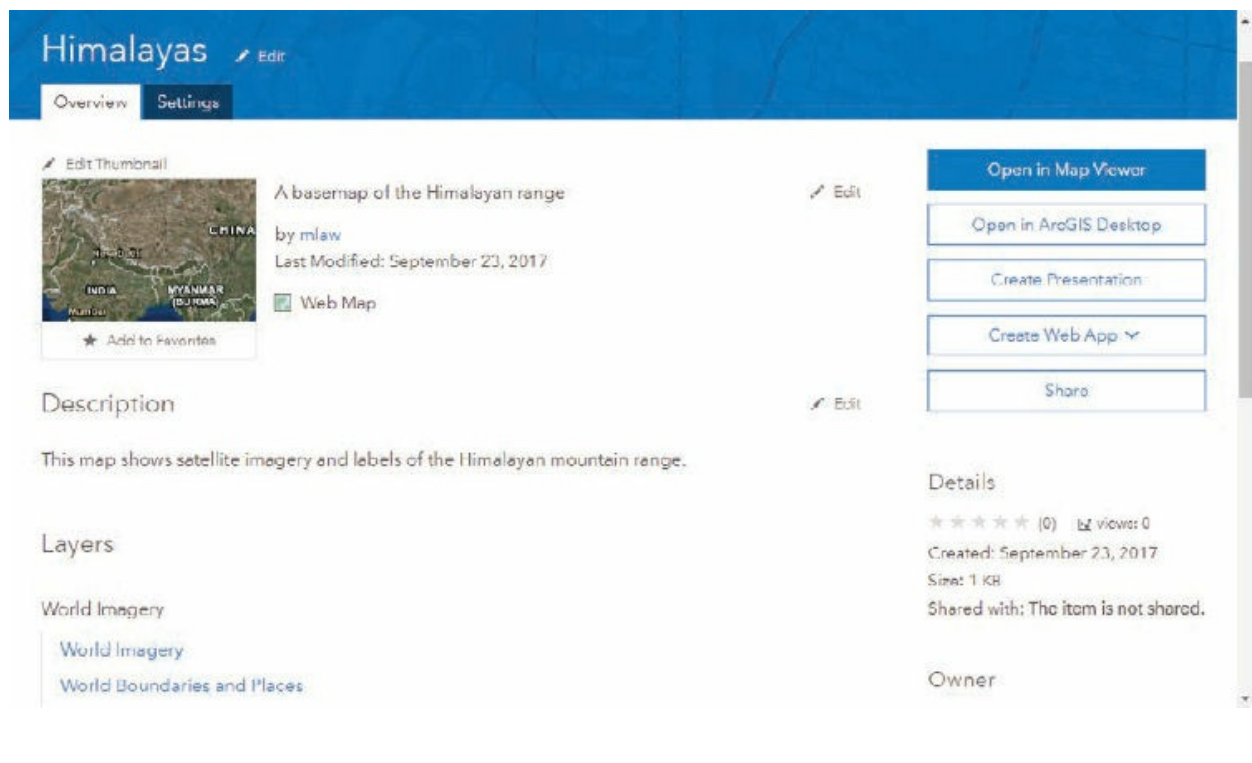 Himalayas Edit
Overview Settings
Edit Thumbnail
CHINA
INDIA
MYANMAR
(BURMA)
Mumbai
Add to Favorites
A basemap of the Himalayan range Edit
by mlaw
Last Modified: September 23, 2017
Web Map
Description Edit
This map shows satellite imagery and labels of the Himalayan mountain range.
Layers
World Imagery
World Imagery
World Boundaries and Places
Open in Map Viewer
Open in ArcGIS Desktop
Create Presentation
Create Web App
Share
Details
(0) views: 0
Created: September 23, 2017
Size: 1 KB
Shared with: The item is not shared.
Owner